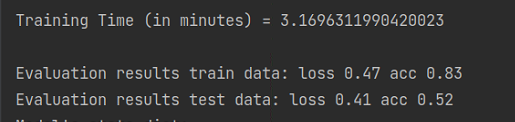 Training Time (in minutes) = 3.1696311990420023
Evaluation results train data: loss 0.47 acc 0.83
Evaluation results test data: loss 0.41 acc 0.52